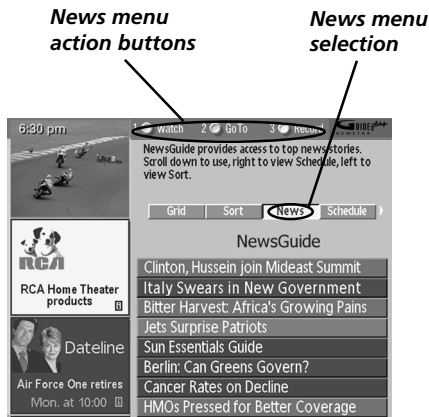 News menu
action buttons
News menu
selection
6:30 pm
1 Watch 2 GoTo 3 Record
GUIDE Plus+
GEMSTAR
NewsGuide provides access to top news stories.
Scroll down to use, right to view Schedule, left to
view Sort.
Grid Sort News Schedule
NewsGuide
Clinton, Hussein join Mideast Summit
Italy Swears in New Government
Bitter Harvest: Africa's Growing Pains
Jets Surprise Patriots
Sun Essentials Guide
Berlin: Can Greens Govern?
Cancer Rates on Decline
HMOs Pressed for Better Coverage
RCA
RCA Home Theater
products
Dateline
Air Force One retires
Mon. at 10:00